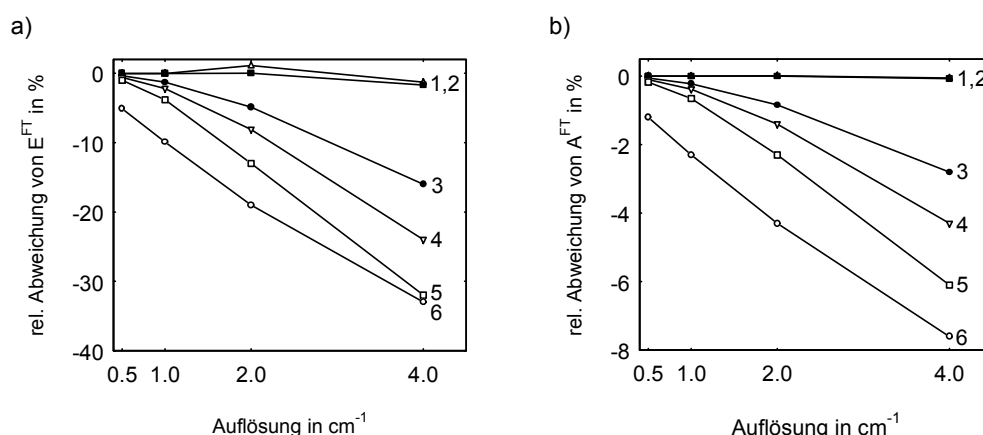 a)
rel. Abweichung von E^FT in %
0
-10
-20
-30
-40
1,2
3
4
5
6
0.5 1.0 2.0 4.0
Auflösung in cm^-1
b)
rel. Abweichung von A^FT in %
0
-2
-4
-6
-8
1,2
3
4
5
6
0.5 1.0 2.0 4.0
Auflösung in cm^-1